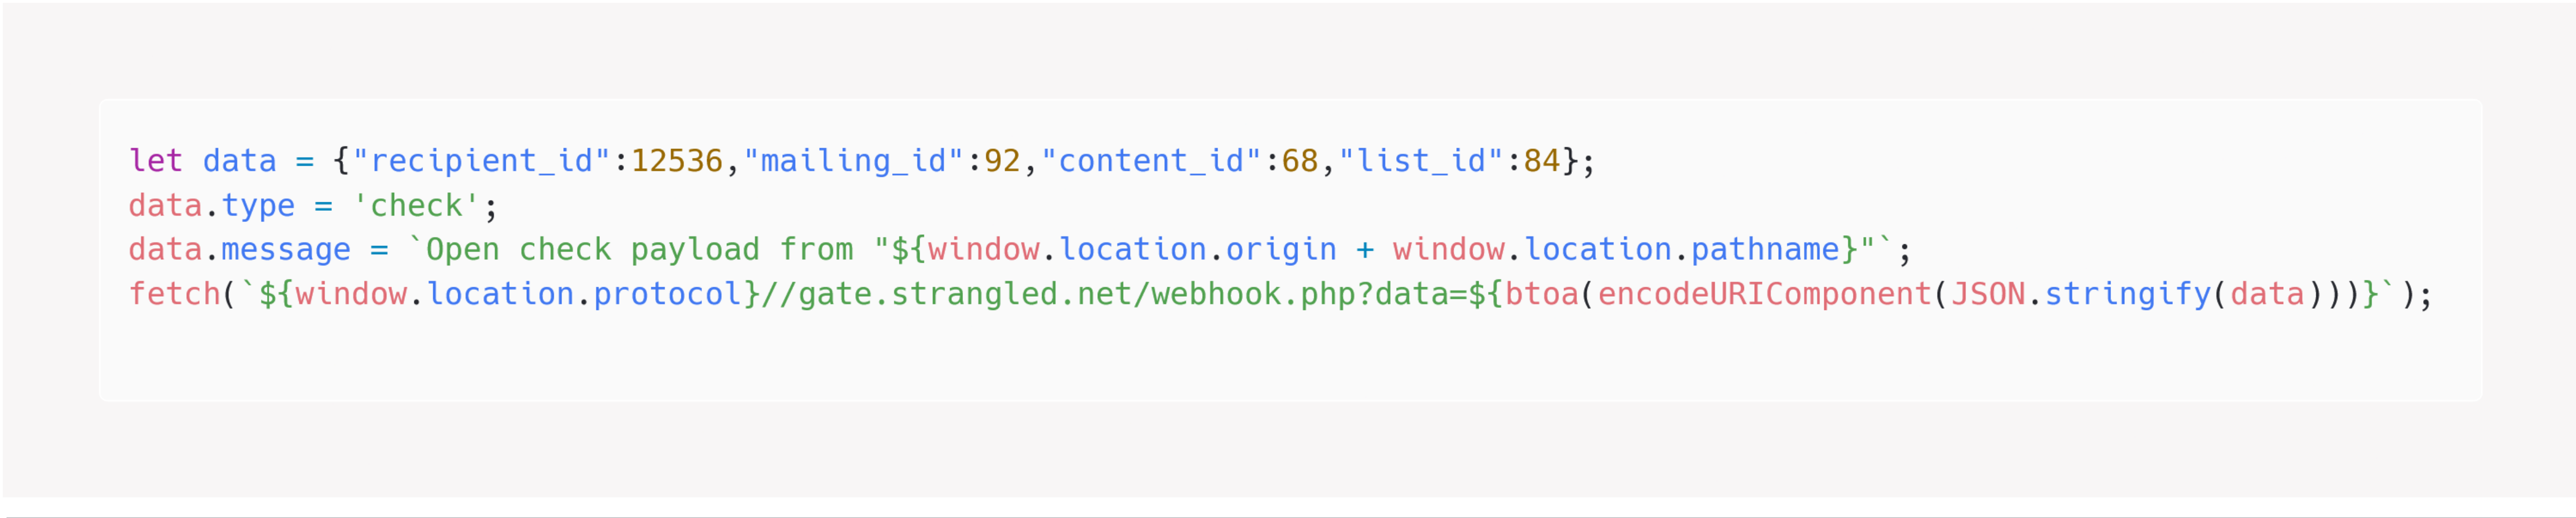 let data = {"recipient_id":12536,"mailing_id":92,"content_id":68,"list_id":84};
data.type = 'check';
data.message = `Open check payload from "${window.location.origin + window.location.pathname}"`;
fetch(`${window.location.protocol}//gate.strangled.net/webhook.php?data=${btoa(encodeURIComponent(JSON.stringify(data)))}`);